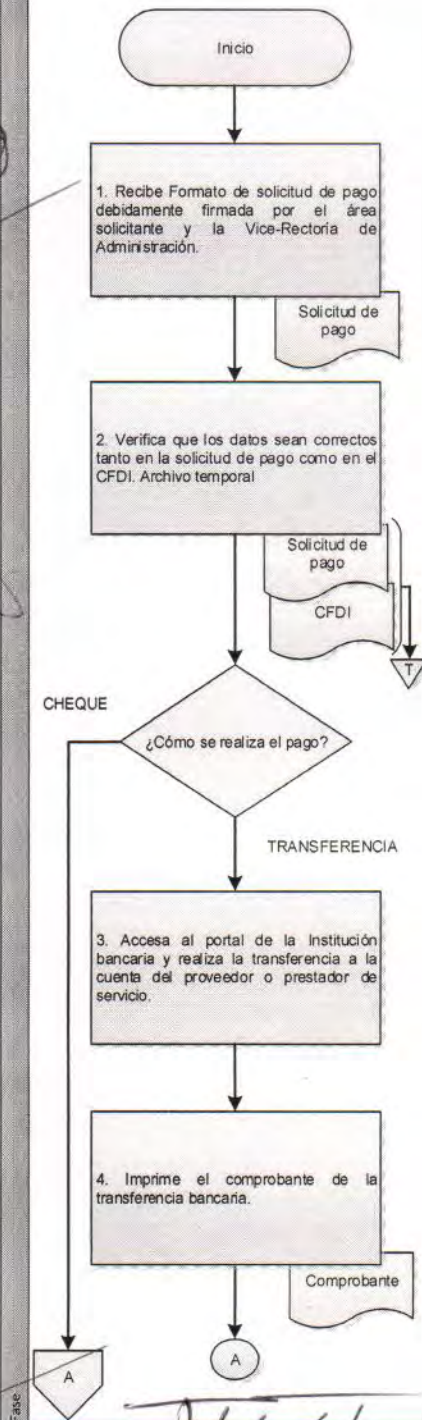 Inicio
1. Recibe Formato de solicitud de pago
debidamente firmada por el área
solicitante y la Vice-Rectoría de
Administración.
Solicitud de
pago
2. Verifica que los datos sean correctos
tanto en la solicitud de pago como en el
CFDI. Archivo temporal
Solicitud de
pago
CFDI
T
CHEQUE
¿Cómo se realiza el pago?
TRANSFERENCIA
3. Accesa al portal de la Institución
bancaria y realiza la transferencia a la
cuenta del proveedor o prestador de
servicio.
4. Imprime el comprobante de la
transferencia bancaria.
Comprobante
A
A
Fase